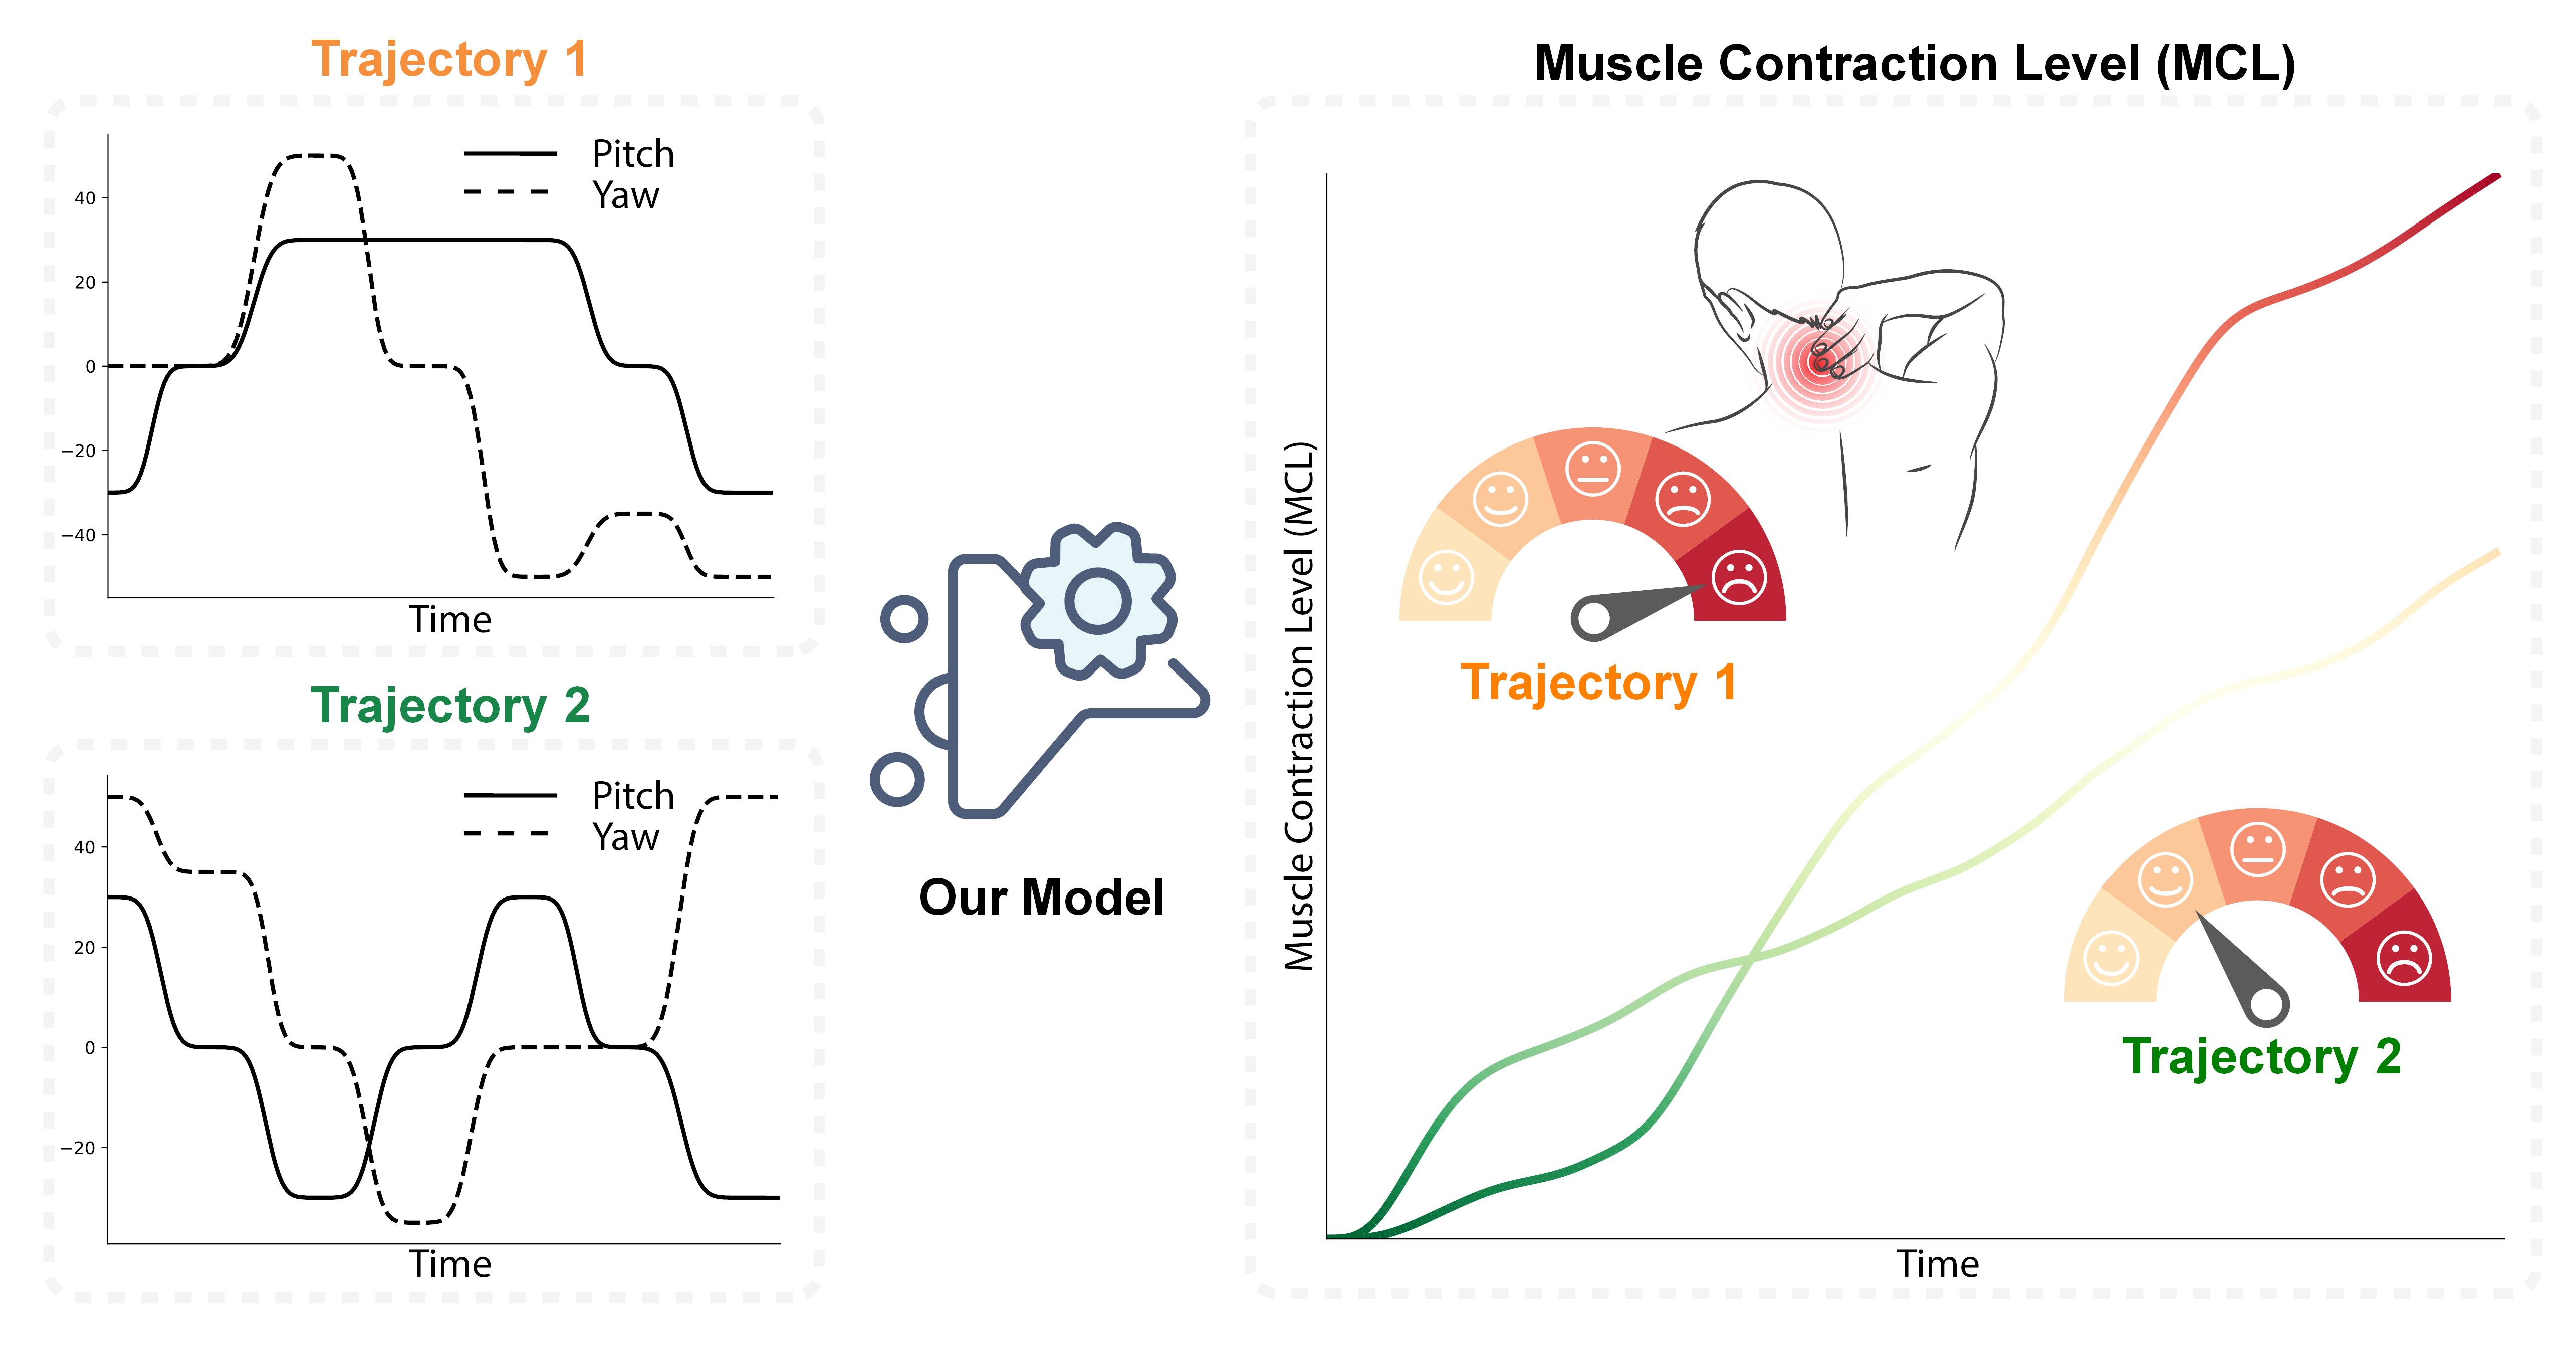 Trajectory 1
Pitch
Yaw
40
20
0
−20
−40
Time
Trajectory 2
Pitch
Yaw
40
20
0
−20
Time
Our Model
Muscle Contraction Level (MCL)
Muscle Contraction Level (MCL)
Trajectory 1
Trajectory 2
Time